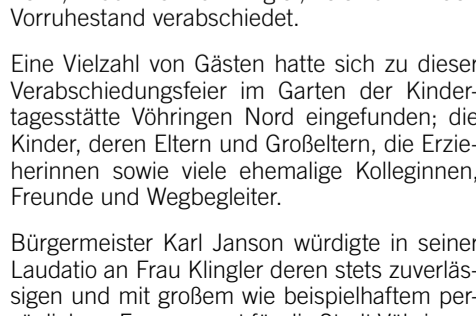 Vorruhestand verabschiedet.
Eine Vielzahl von Gästen hatte sich zu dieser
Verabschiedungsfeier im Garten der Kinder-
tagesstätte Vöhringen Nord eingefunden; die
Kinder, deren Eltern und Großeltern, die Erzie-
herinnen sowie viele ehemalige Kolleginnen,
Freunde und Wegbegleiter.
Bürgermeister Karl Janson würdigte in seiner
Laudatio an Frau Klingler deren stets zuverläs-
sigen und mit großem wie beispielhaftem per-